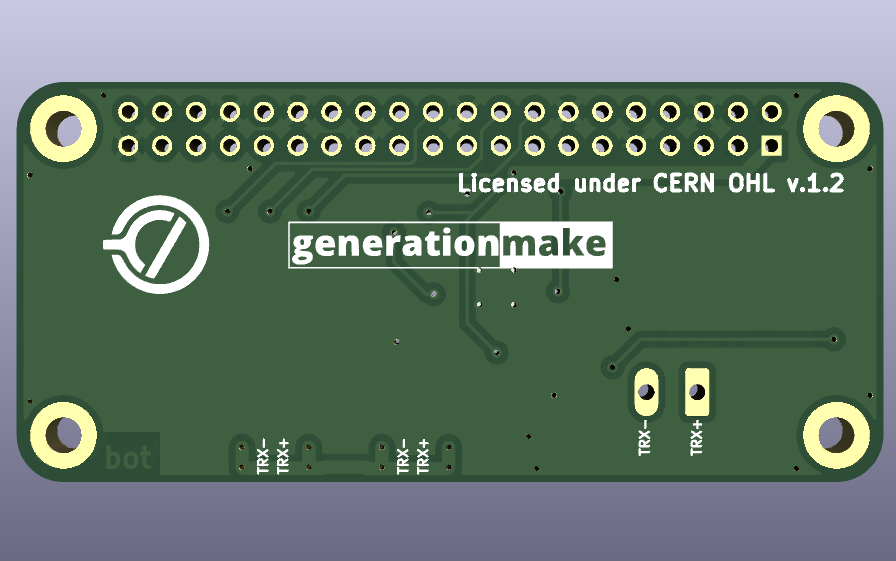 Licensed under CERN OHL v.1.2
generationmake
TRX-
TRX+
bot
TRX-
TRX+
TRX-
TRX+